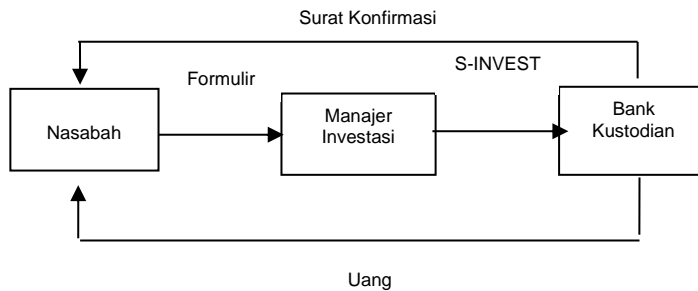 Surat Konfirmasi
S-INVEST
Formulir
Nasabah
Manajer
Investasi
Bank
Kustodian
Uang